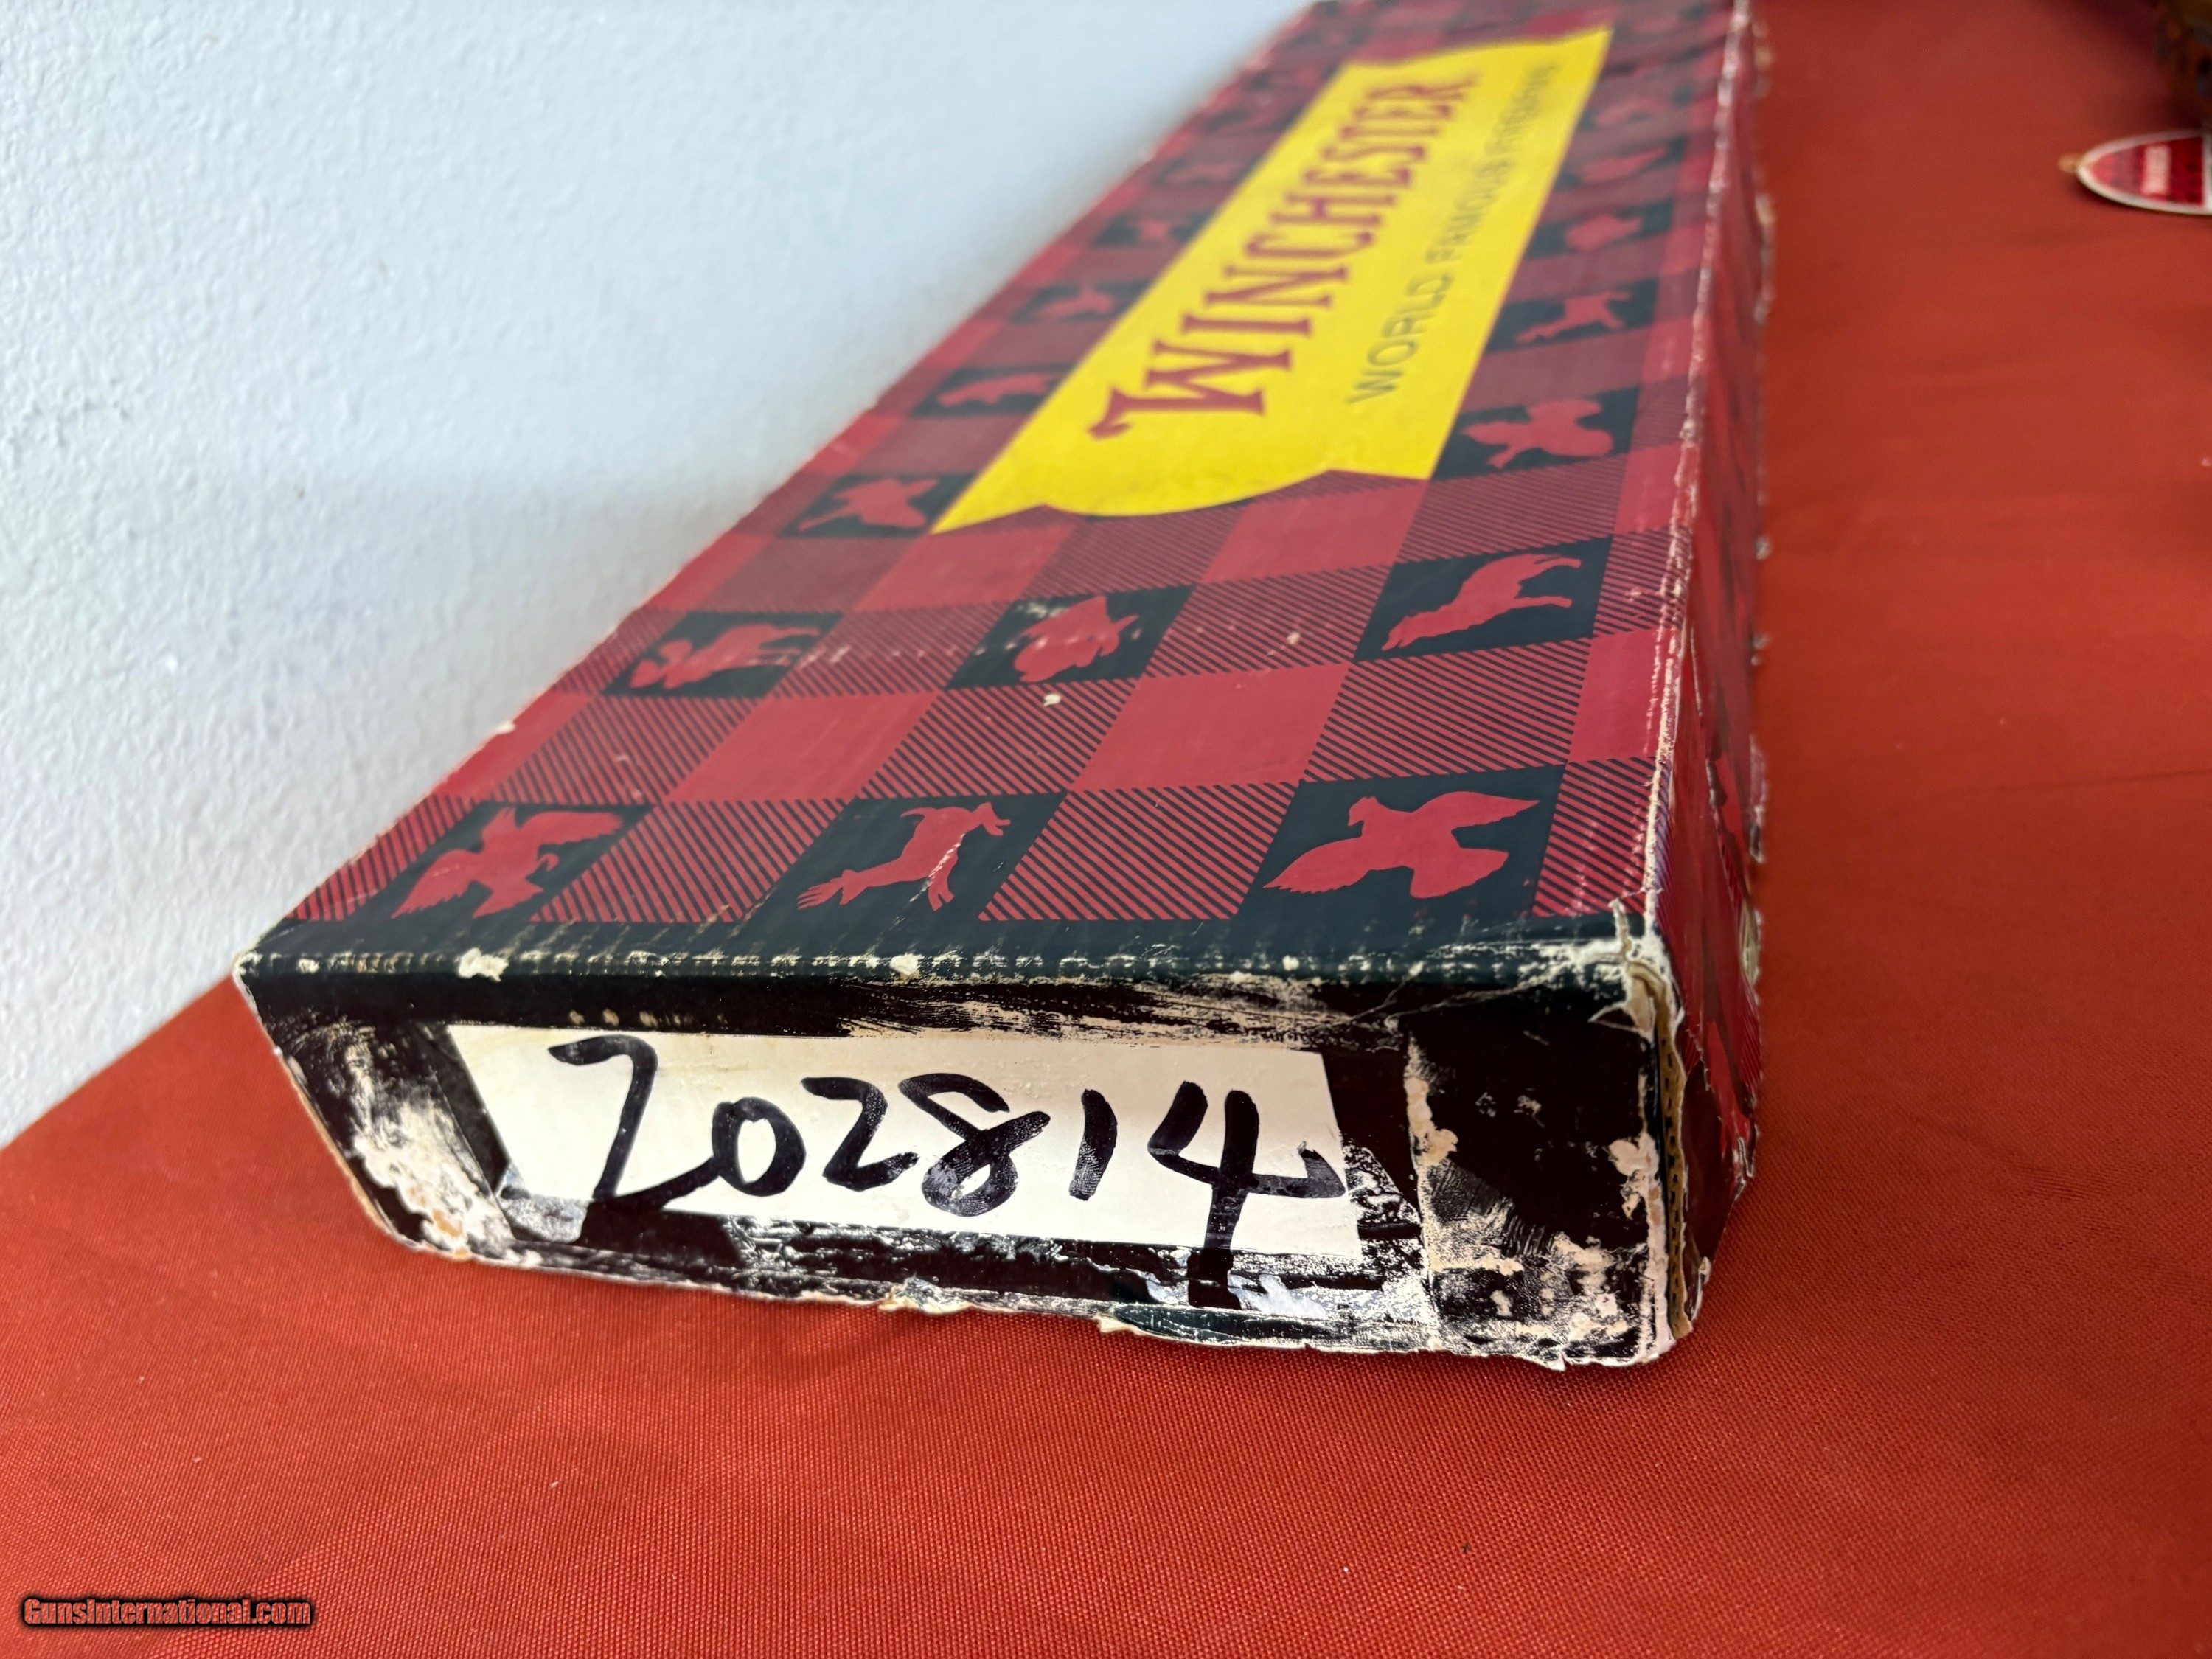 WINCHESTER
WORLD FAMOUS FIREARMS
202814
GunsInternational.com